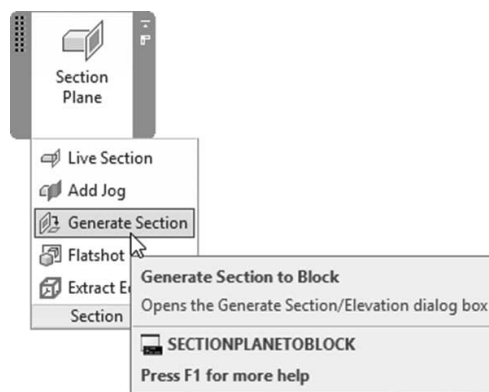 Section
Plane
Live Section
Add Jog
Generate Section
Flatshot
Extract
Section
Generate Section to Block
Opens the Generate Section/Elevation dialog box
SECTIONPLANETOBLOCK
Press F1 for more help